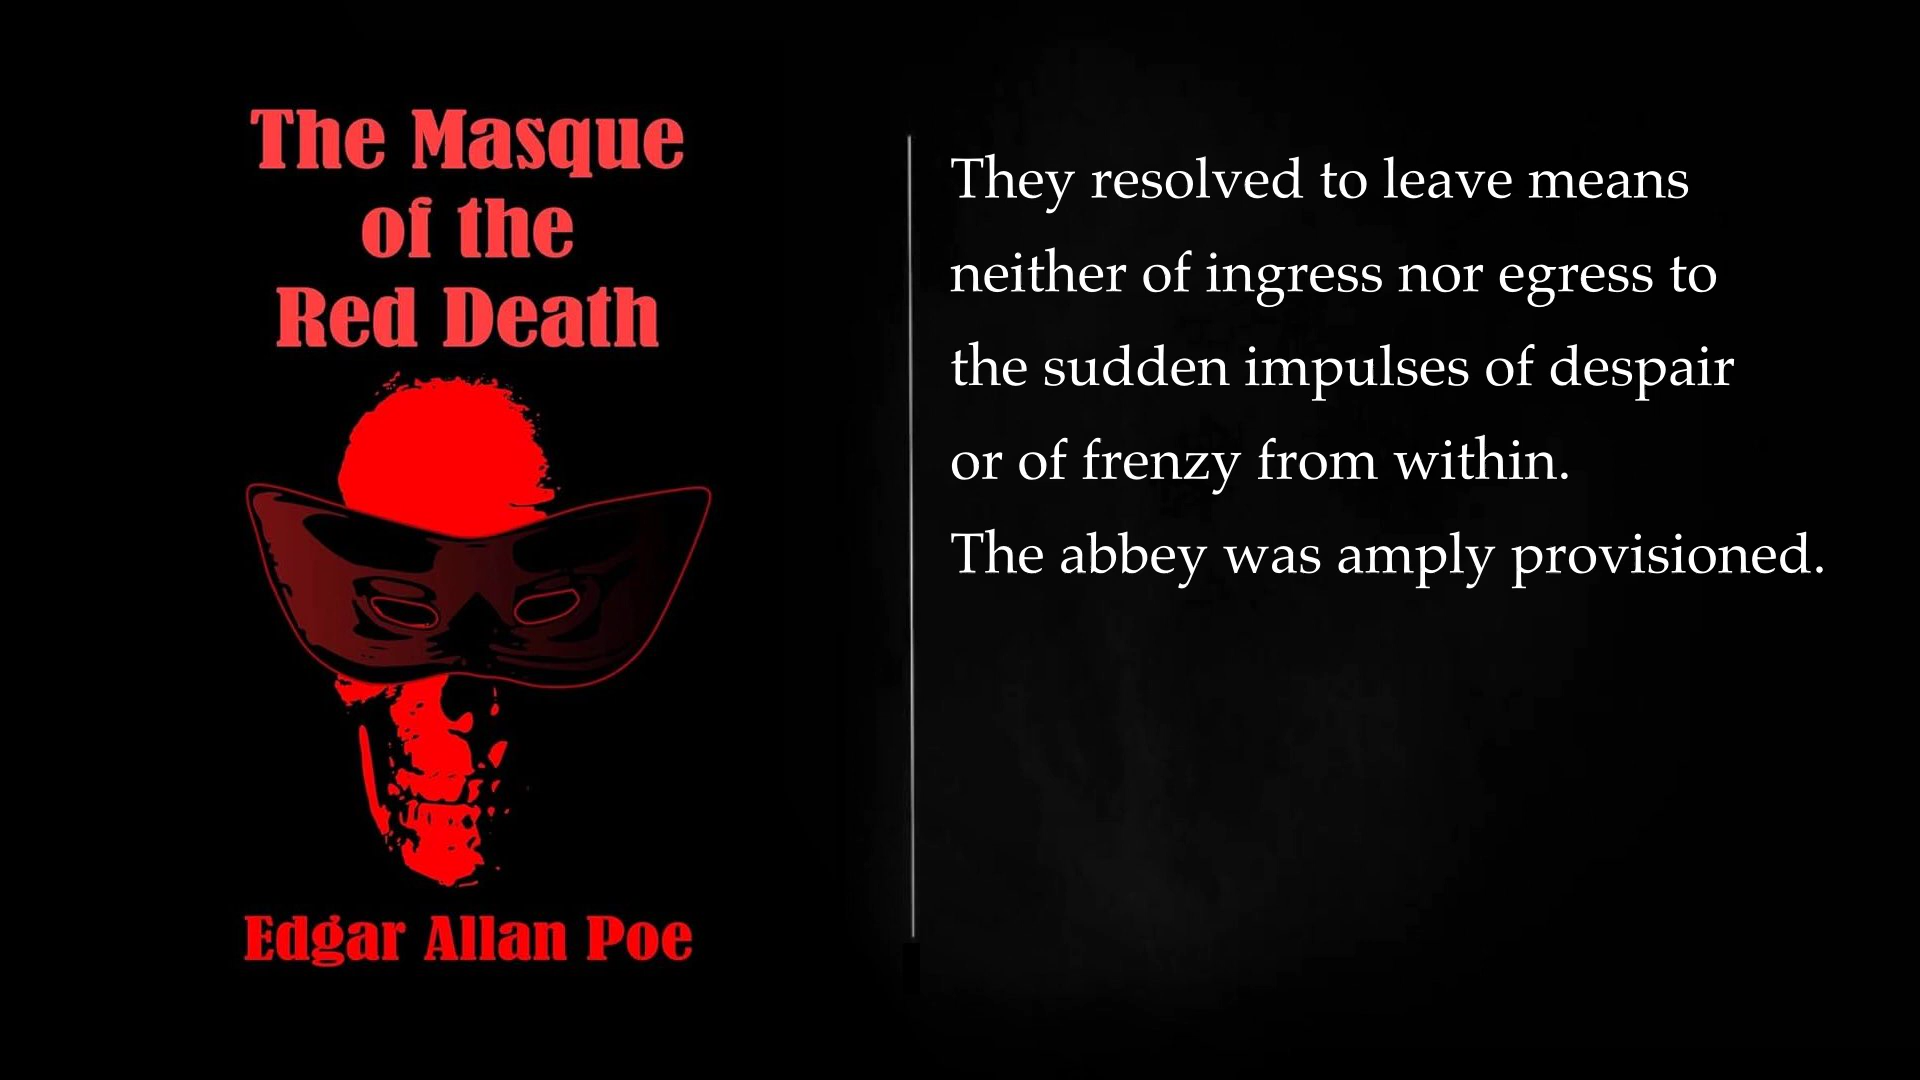 The Masque
of the
Red Death
Edgar Allan Poe
They resolved to leave means
neither of ingress nor egress to
the sudden impulses of despair
or of frenzy from within.
The abbey was amply provisioned.